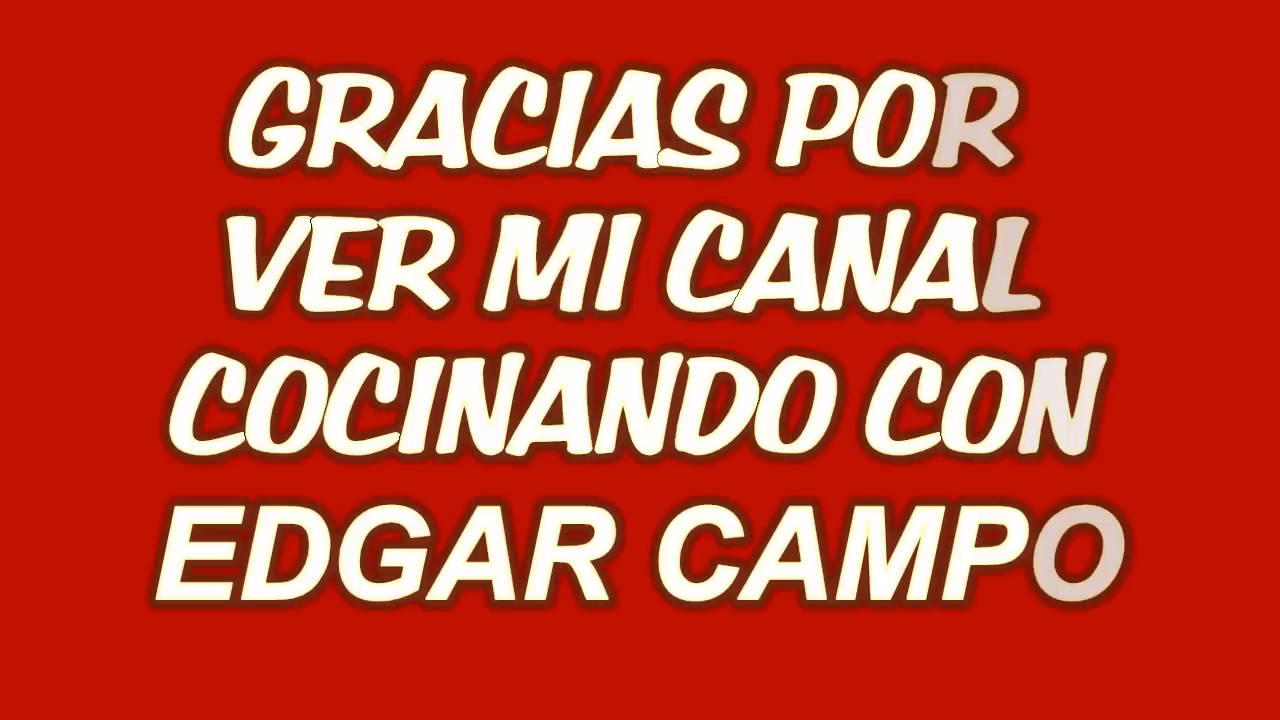 GRACIAS POR
VER MI CANAL
COCINANDO CON
EDGAR CAMPO